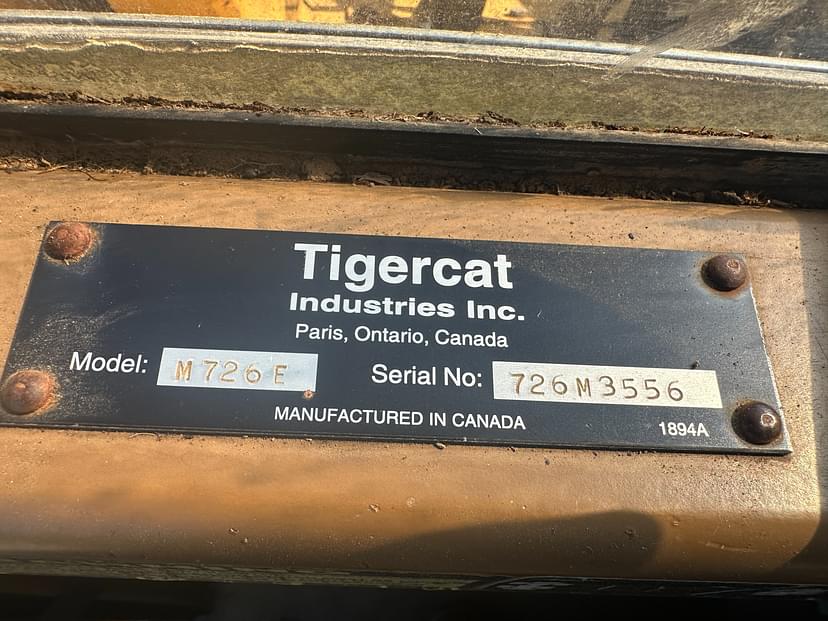 Tigercat
Industries Inc.
Paris, Ontario, Canada
Model: M726E Serial No: 726M3556
MANUFACTURED IN CANADA 1894A